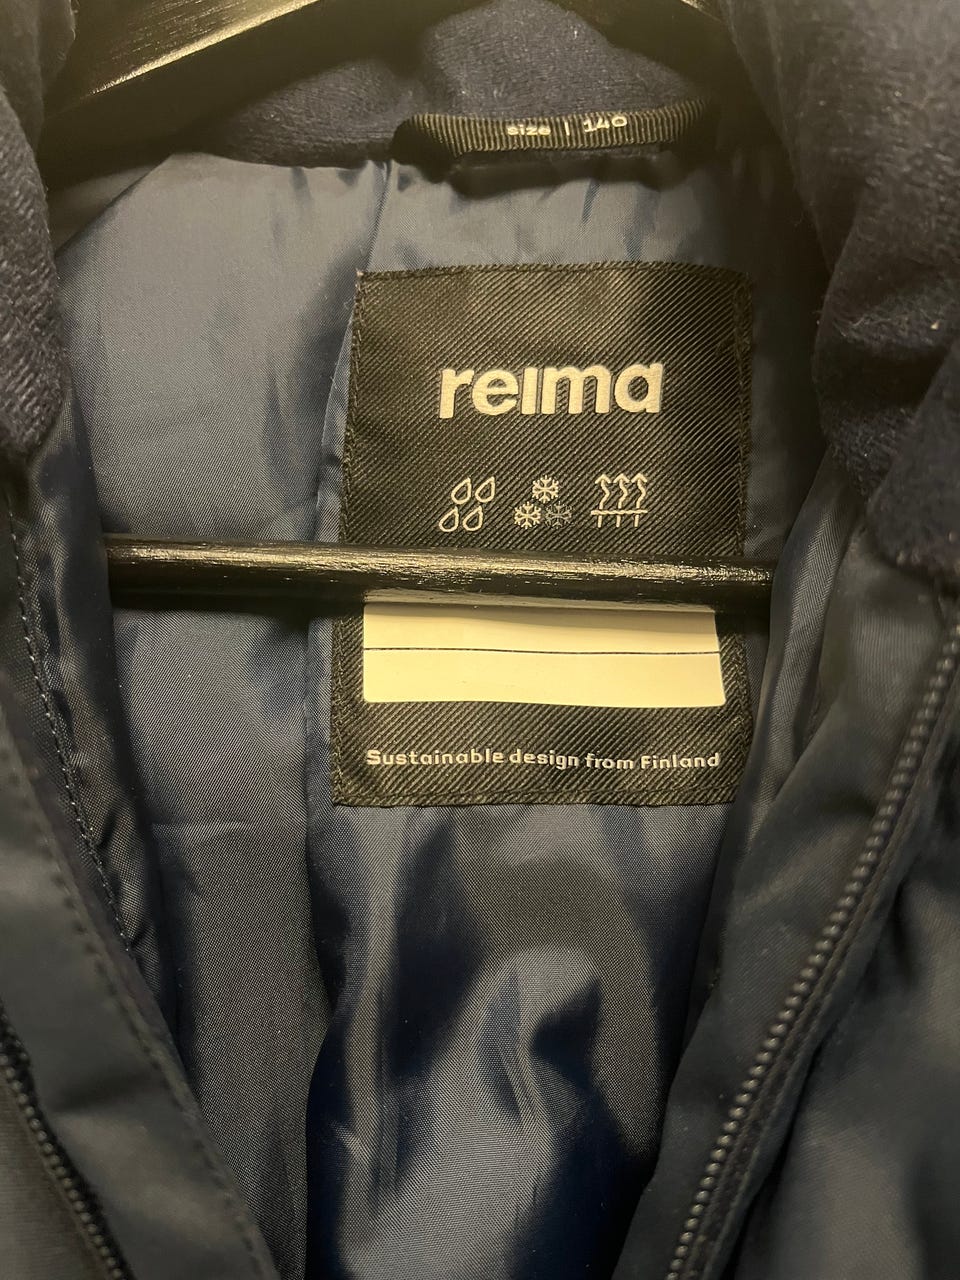 size | 140
reima
Sustainable design from Finland